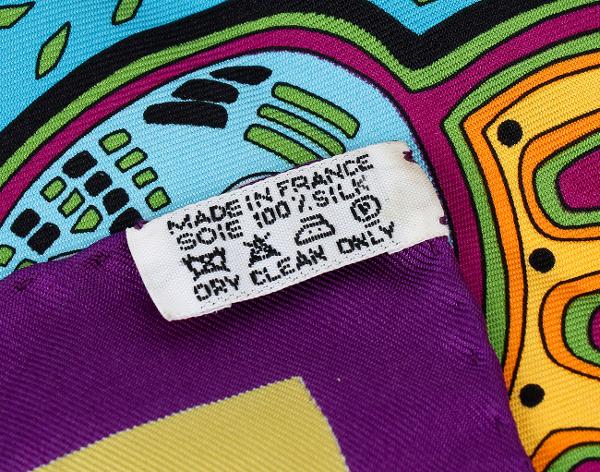 MADE IN FRANCE
SOIE 100% SILK
P
DRY CLEAN ONLY